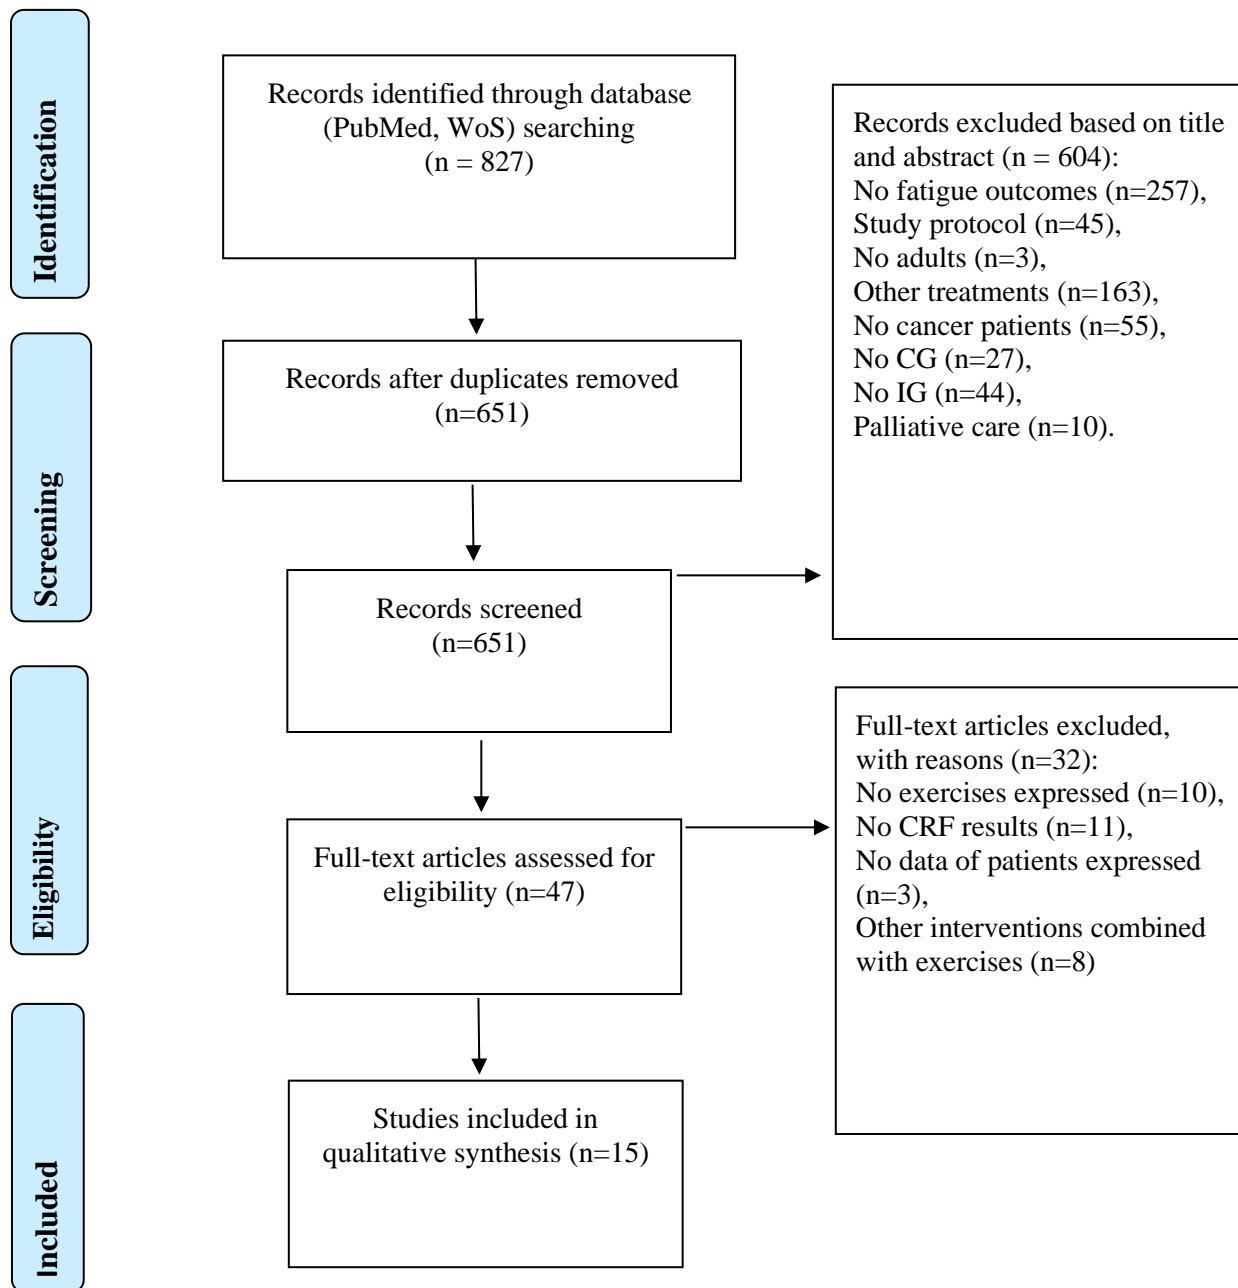 Identification
Records identified through database
(PubMed, WoS) searching
(n = 827)
Records excluded based on title
and abstract (n = 604):
No fatigue outcomes (n=257),
Study protocol (n=45),
No adults (n=3),
Other treatments (n=163),
No cancer patients (n=55),
No CG (n=27),
No IG (n=44),
Palliative care (n=10).
Screening
Records after duplicates removed
(n=651)
Records screened
(n=651)
Eligibility
Full-text articles assessed for
eligibility (n=47)
Full-text articles excluded,
with reasons (n=32):
No exercises expressed (n=10),
No CRF results (n=11),
No data of patients expressed
(n=3),
Other interventions combined
with exercises (n=8)
Included
Studies included in
qualitative synthesis (n=15)